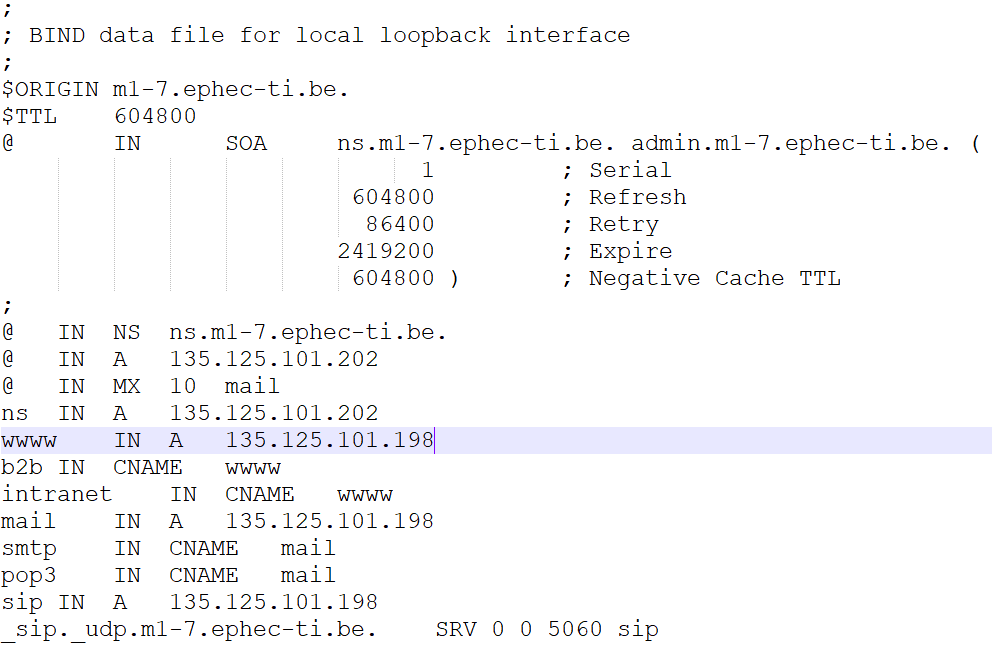 ;
; BIND data file for local loopback interface
;
$ORIGIN m1-7.ephec-ti.be.
$TTL    604800
@       IN      SOA     ns.m1-7.ephec-ti.be. admin.m1-7.ephec-ti.be. (
                              1         ; Serial
                         604800         ; Refresh
                          86400         ; Retry
                        2419200         ; Expire
                         604800 )       ; Negative Cache TTL
;
@   IN  NS  ns.m1-7.ephec-ti.be.
@   IN  A   135.125.101.202
@   IN  MX  10  mail
ns  IN  A   135.125.101.202
wwww    IN  A   135.125.101.198
b2b IN  CNAME   wwww
intranet    IN  CNAME   wwww
mail    IN  A   135.125.101.198
smtp    IN  CNAME   mail
pop3    IN  CNAME   mail
sip IN  A   135.125.101.198
_sip._udp.m1-7.ephec-ti.be.    SRV 0 0 5060 sip